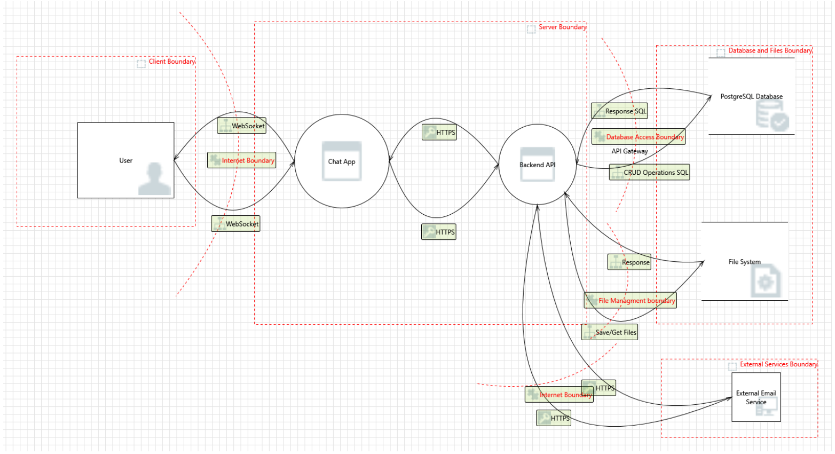 Server Boundary
Database and Files Boundary
Client Boundary
PostgreSQL Database
Response SQL
WebSocket
HTTPS
Database Access Boundary
API Gateway
User
Internet Boundary
Chat App
Backend API
CRUD Operations SQL
WebSocket
HTTPS
Response
File System
File Managment boundary
Save/Get Files
External Services Boundary
HTTPS
Internet Boundary
External Email
Service
HTTPS